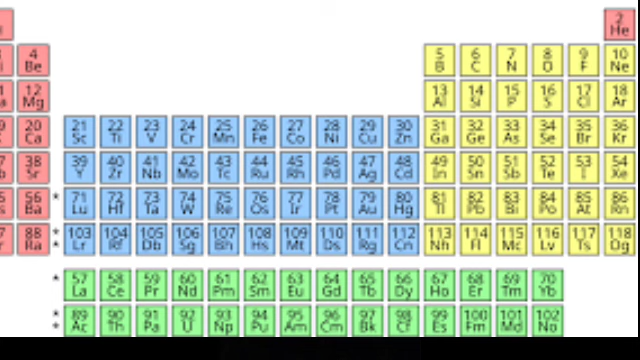 2
He
4 5 6 7 8 9 10
Be B C N O F Ne
12 13 14 15 16 17 18
Mg Al Si P S Cl Ar
20 21 22 23 24 25 26 27 28 29 30 31 32 33 34 35 36
Ca Sc Ti V Cr Mn Fe Co Ni Cu Zn Ga Ge As Se Br Kr
38 39 40 41 42 43 44 45 46 47 48 49 50 51 52 53 54
Sr Y Zr Nb Mo Tc Ru Rh Pd Ag Cd In Sn Sb Te I Xe
56 * 71 72 73 74 75 76 77 78 79 80 81 82 83 84 85 86
Ba Lu Hf Ta W Re Os Ir Pt Au Hg Tl Pb Bi Po At Rn
88 * 103 104 105 106 107 108 109 110 111 112 113 114 115 116 117 118
Ra * Lr Rf Db Sg Bh Hs Mt Ds Rg Cn Nh Fl Mc Lv Ts Og
* 57 58 59 60 61 62 63 64 65 66 67 68 69 70
La Ce Pr Nd Pm Sm Eu Gd Tb Dy Ho Er Tm Yb
* 89 90 91 92 93 94 95 96 97 98 99 100 101 102
* Ac Th Pa U Np Pu Am Cm Bk Cf Es Fm Md No